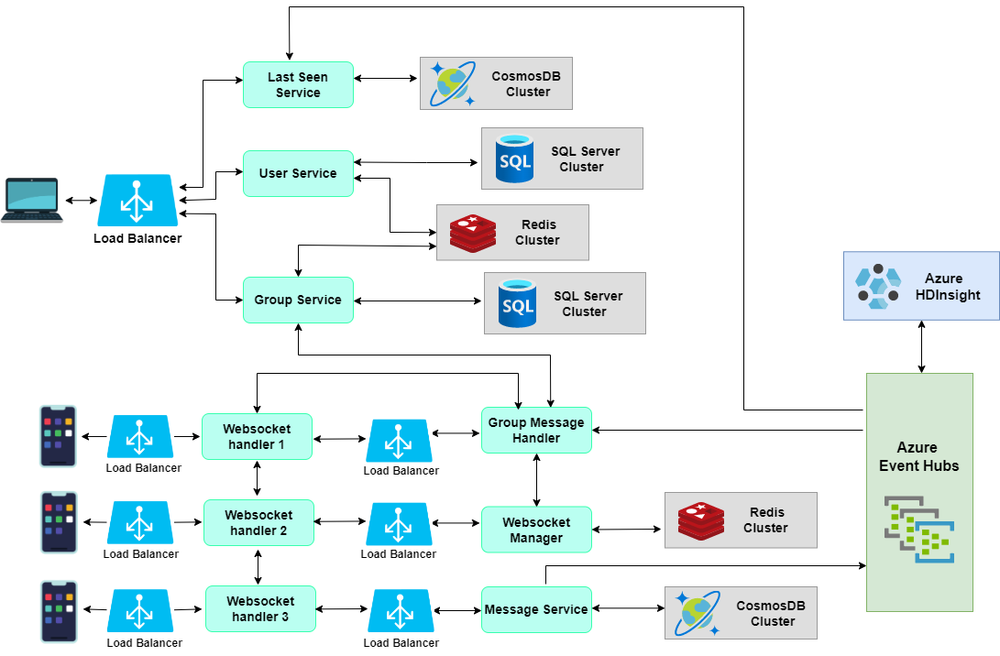 Last Seen
Service
CosmosDB
Cluster
User Service
SQL
SQL Server
Cluster
Load Balancer
Redis
Cluster
Group Service
SQL
SQL Server
Cluster
Azure
HDInsight
Websocket
handler 1
Group Message
Handler
Load Balancer
Load Balancer
Azure
Event Hubs
Websocket
handler 2
Websocket
Manager
Redis
Cluster
Load Balancer
Load Balancer
Websocket
handler 3
Message Service
CosmosDB
Cluster
Load Balancer
Load Balancer